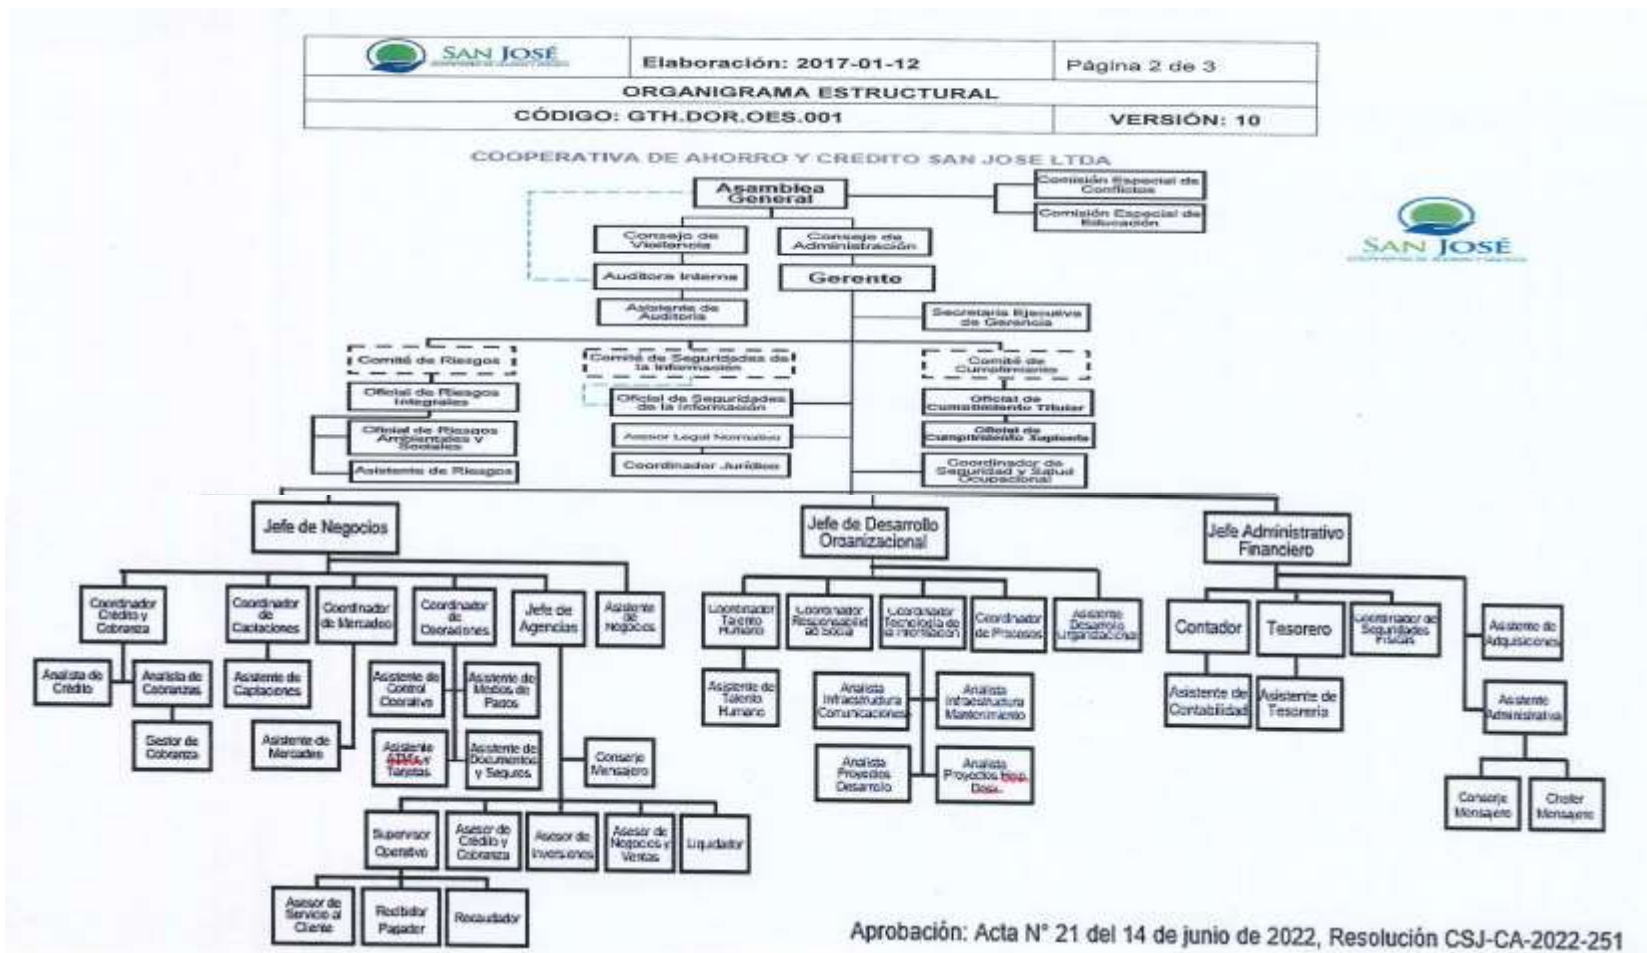 SAN JOSÉ
Elaboración: 2017-01-12
Página 2 de 3
ORGANIGRAMA ESTRUCTURAL
CÓDIGO: GTH.DOR.OES.001
VERSIÓN: 10
COOPERATIVA DE AHORRO Y CREDITO SAN JOSE LTDA
Asamblea
General
Comisión Especial de
Conflictos
Comisión Especial de
Educación
SAN JOSÉ
Consejo de
Vigilancia
Consejo de
Administración
Auditora Interna
Gerente
Asistente de
Auditoría
Secretaria Ejecutiva
de Gerencia
Comité de Riesgos
Comité de Seguridades de
la Información
Comité de
Cumplimiento
Oficial de Riesgos
Integrales
Oficial de Seguridades
de la Información
Oficial de
Cumplimiento Titular
Oficial de Riesgos
Ambientales y
Sociales
Asesor Legal Normativo
Oficial de
Cumplimiento Suplente
Asistente de Riesgos
Coordinador Jurídico
Coordinador de
Seguridad y Salud
Ocupacional
Jefe de Negocios
Jefe de Desarrollo
Organizacional
Jefe Administrativo
Financiero
Coordinador
Crédito y
Cobranza
Coordinador
de
Captaciones
Coordinador
de Mercadeo
Coordinador
de
Operaciones
Jefe de
Agencias
Asistente
de
Negocios
Coordinador
Talento
Humano
Coordinador
Responsabilid
ad Social
Coordinador
Tecnología de
la Información
Coordinador
de Procesos
Asistente
Desarrollo
Organizacional
Contador
Tesorero
Coordinador de
Seguridades
Físicas
Asistente de
Adquisiciones
Analista de
Crédito
Analista de
Cobranzas
Asistente de
Captaciones
Asistente de
Control
Operativo
Asistente de
Medios de
Pagos
Asistente de
Talento
Humano
Analista
Infraestructura
Comunicaciones
Analista
Infraestructura
Mantenimiento
Asistente de
Contabilidad
Asistente de
Tesorería
Asistente
Administrativa
Gestor de
Cobranza
Asistente de
Mercadeo
Asistente
ATMs y
Tarjetas
Asistente de
Documentos
y Seguros
Conserje
Mensajero
Analista
Proyectos
Desarrollo
Analista
Proyectos
Conserje
Mensajero
Chofer
Mensajero
Supervisor
Operativo
Asesor de
Crédito y
Cobranza
Asesor de
Inversiones
Asesor de
Negocios y
Ventas
Liquidador
Asesor de
Servicio al
Cliente
Recibidor
Pagador
Recaudador
Aprobación: Acta N° 21 del 14 de junio de 2022, Resolución CSJ-CA-2022-251